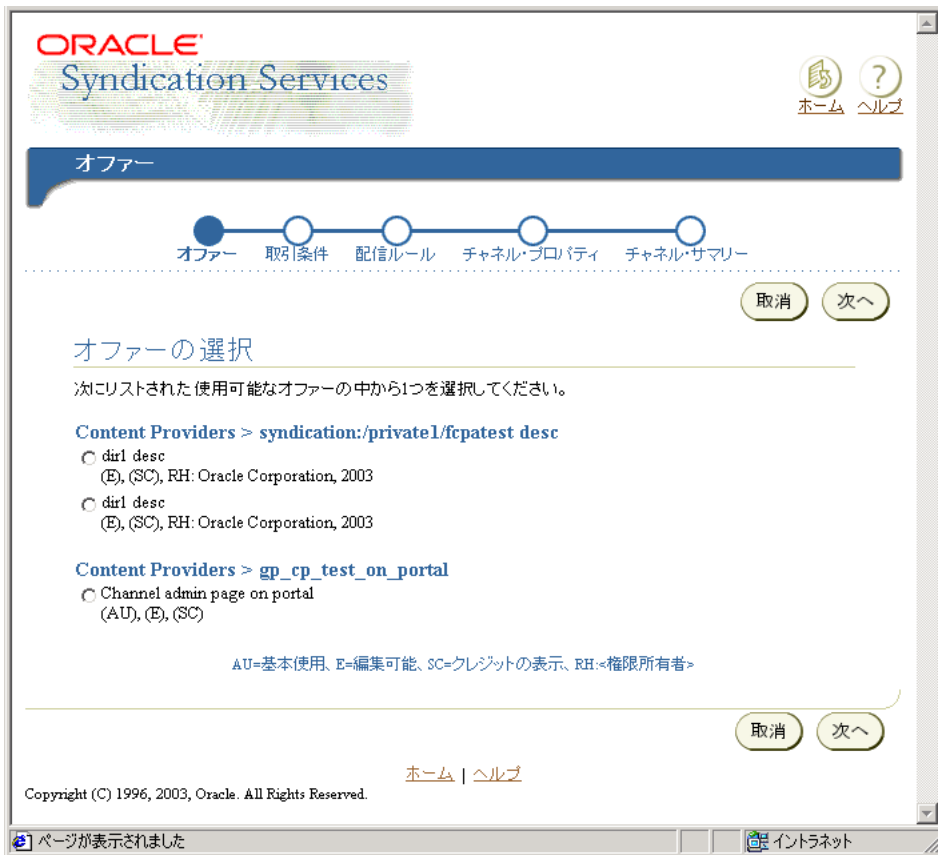 ORACLE
Syndication Services
ホーム ヘルプ
オファー
オファー 取引条件 配信ルール チャネル・プロパティ チャネル・サマリー
取消 次へ
オファーの選択
次にリストされた使用可能なオファーの中から1つを選択してください。
Content Providers > syndication:/private1/fcpatest desc
dir1 desc
(E), (SC), RH: Oracle Corporation, 2003
dir1 desc
(E), (SC), RH: Oracle Corporation, 2003
Content Providers > gp_cp_test_on_portal
Channel admin page on portal
(AU), (E), (SC)
AU=基本使用、E=編集可能、SC=クレジットの表示、RH:<権限所有者>
取消 次へ
ホーム | ヘルプ
Copyright (C) 1996, 2003, Oracle. All Rights Reserved.
ページが表示されました イントラネット